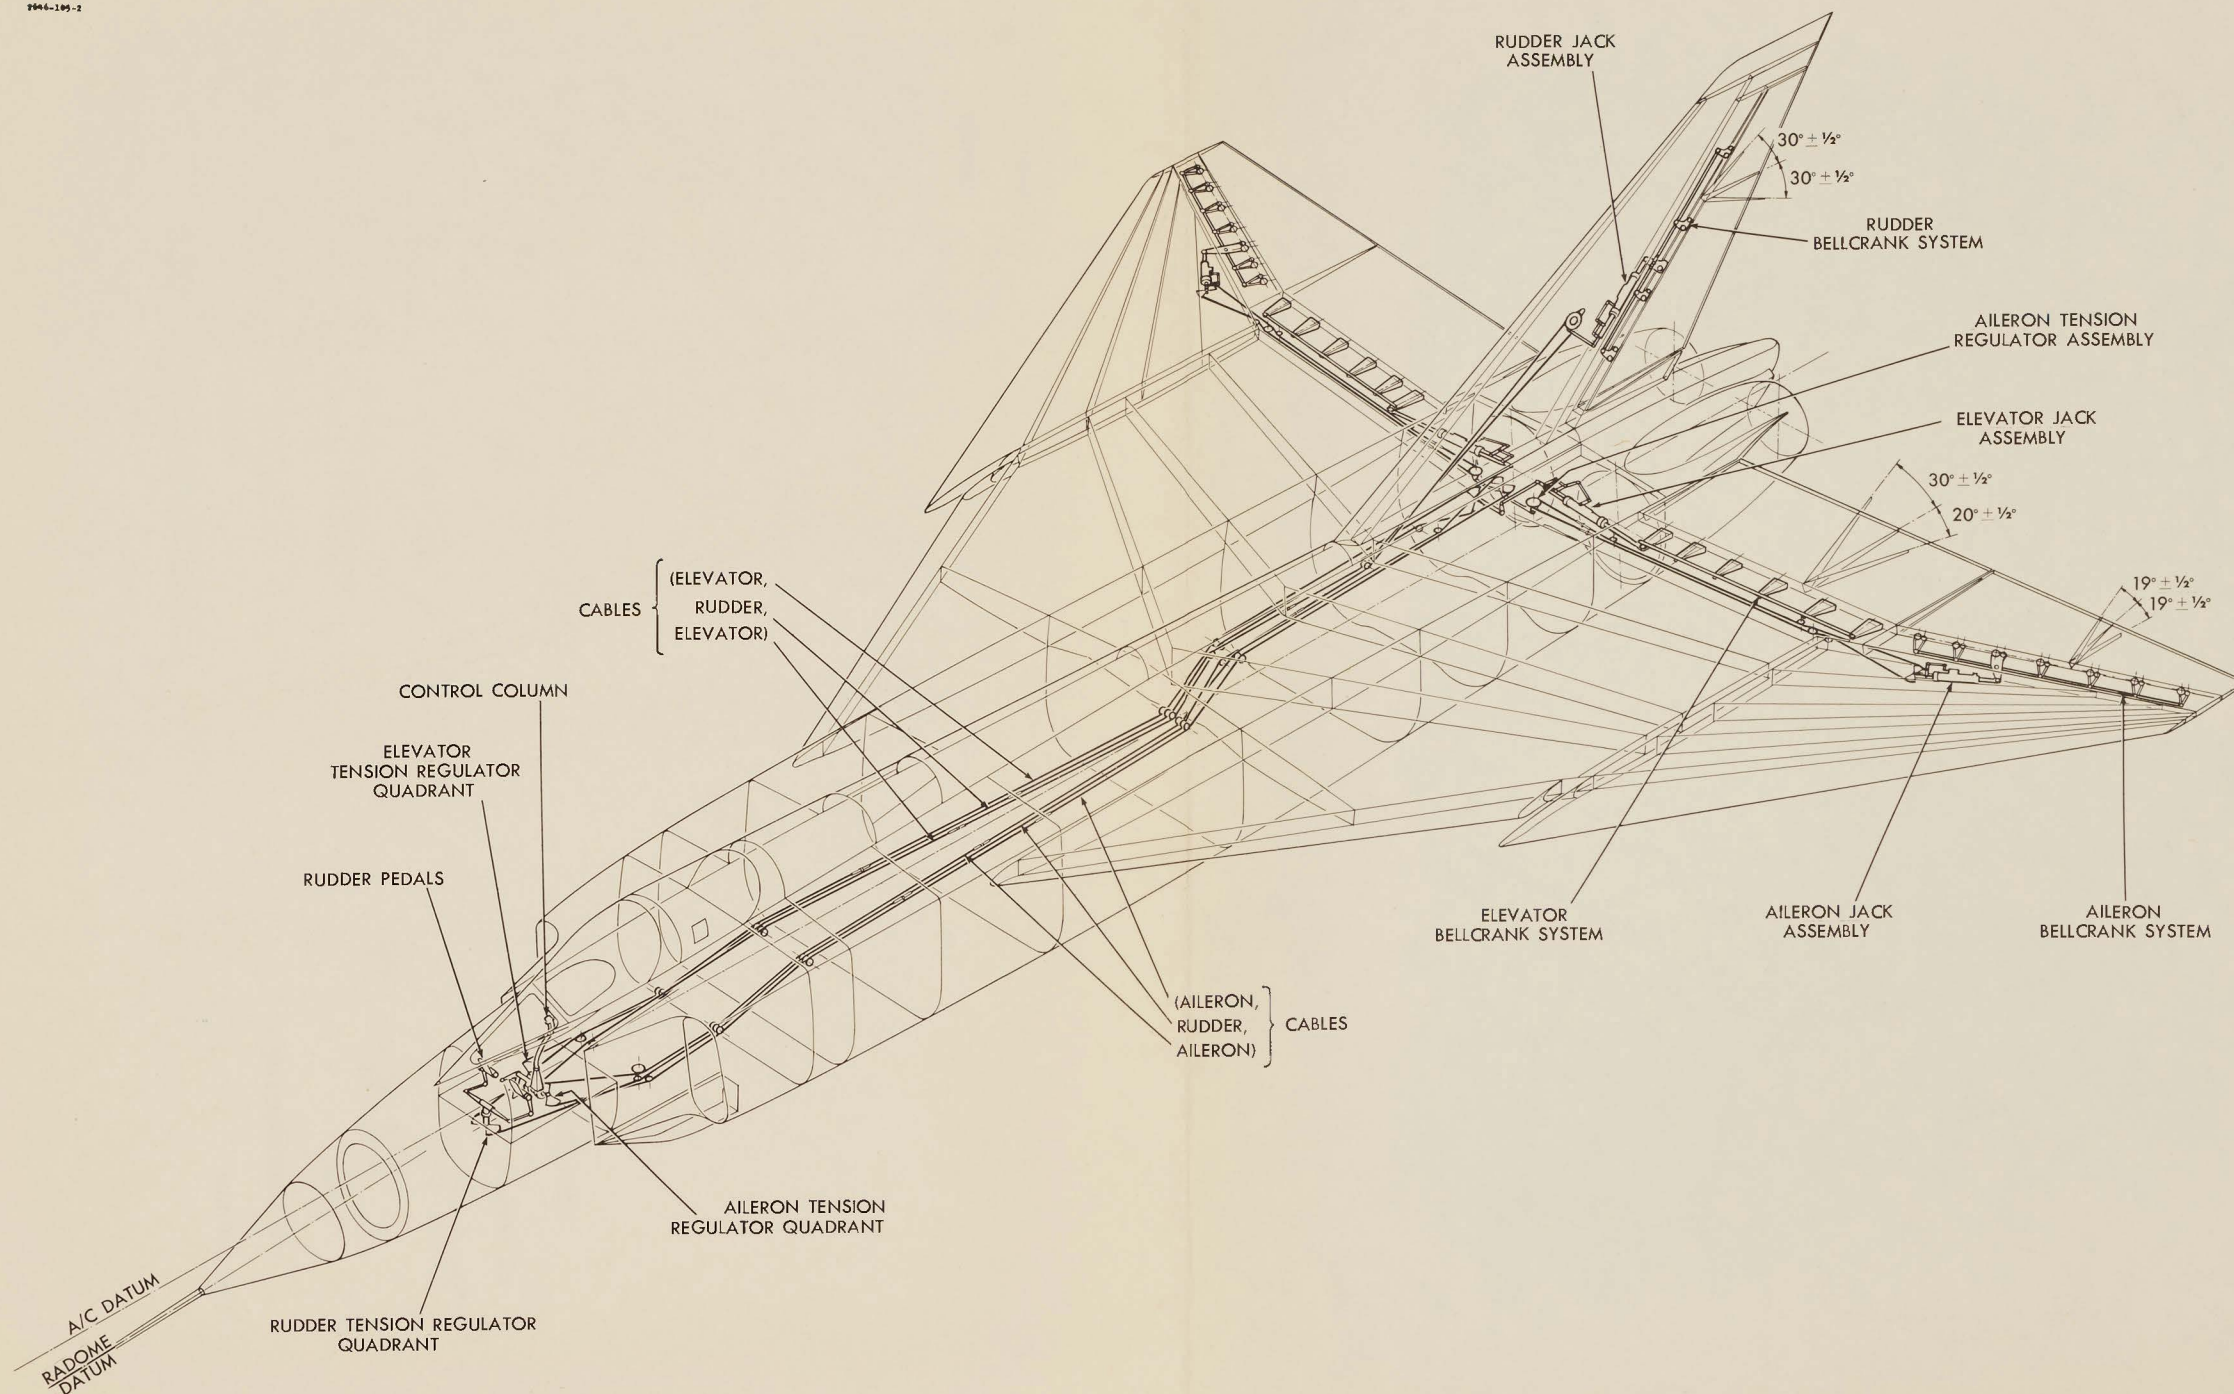 RUDDER JACK
ASSEMBLY
30° ± ½°
30° ± ½°
RUDDER
BELLCRANK SYSTEM
AILERON TENSION
REGULATOR ASSEMBLY
ELEVATOR JACK
ASSEMBLY
30° ± ½°
20° ± ½°
19° ± ½°
19° ± ½°
CABLES
(ELEVATOR,
RUDDER,
ELEVATOR)
CONTROL COLUMN
ELEVATOR
TENSION REGULATOR
QUADRANT
RUDDER PEDALS
ELEVATOR
BELLCRANK SYSTEM
AILERON JACK
ASSEMBLY
AILERON
BELLCRANK SYSTEM
(AILERON,
RUDDER,
AILERON)
CABLES
AILERON TENSION
REGULATOR QUADRANT
RUDDER TENSION REGULATOR
QUADRANT
A/C DATUM
RADOME
DATUM